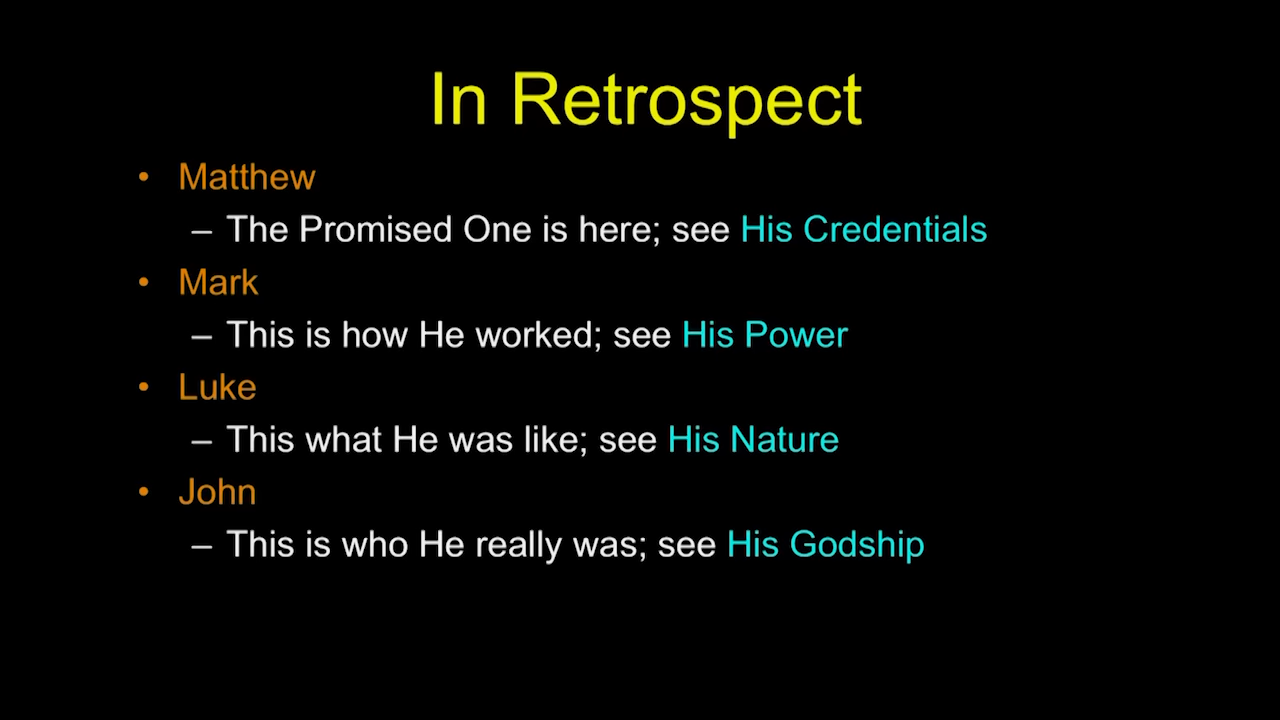 In Retrospect
• Matthew
– The Promised One is here; see His Credentials
• Mark
– This is how He worked; see His Power
• Luke
– This what He was like; see His Nature
• John
– This is who He really was; see His Godship